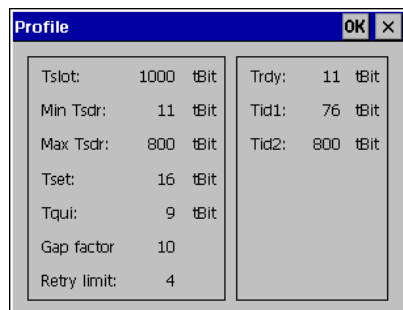 Profile OK ×
Tslot: 1000 tBit
Min Tsdr: 11 tBit
Max Tsdr: 800 tBit
Tset: 16 tBit
Tqui: 9 tBit
Gap factor 10
Retry limit: 4
Trdy: 11 tBit
Tid1: 76 tBit
Tid2: 800 tBit